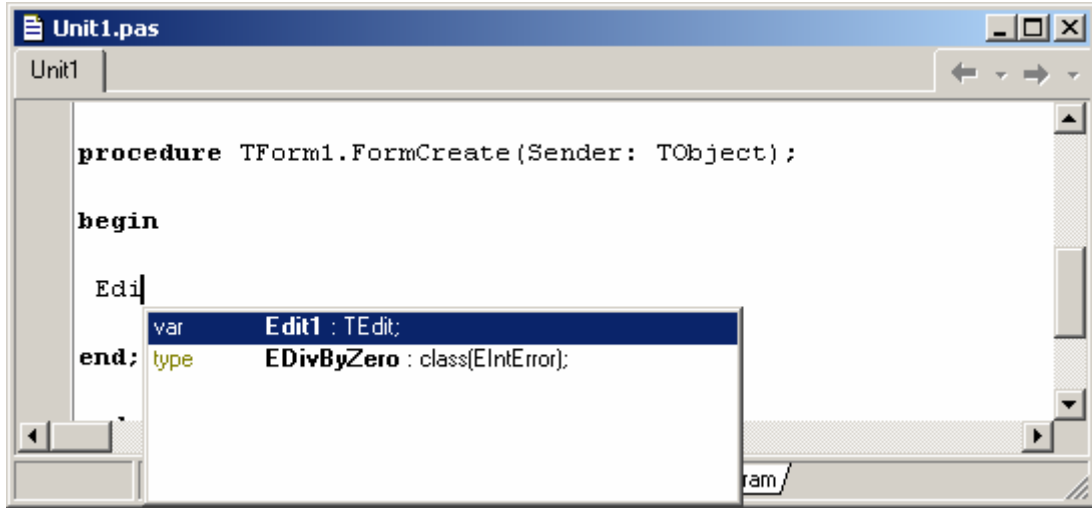 Unit1.pas
Unit1
procedure TForm1.FormCreate(Sender: TObject);
begin
Edi
var Edit1 : TEdit;
end; type EDivByZero : class(EIntError);
ram